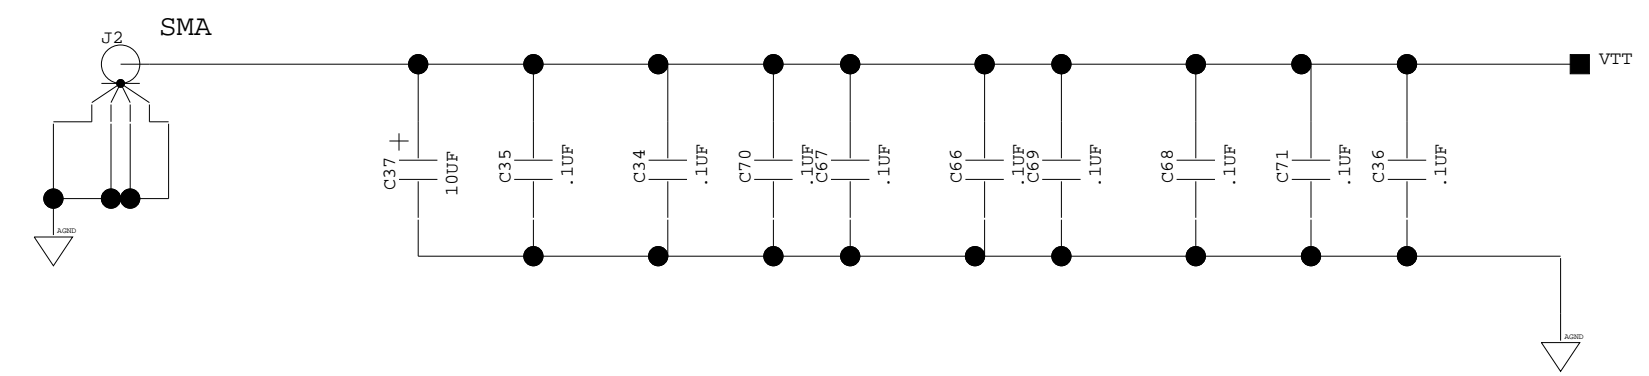 SMA
J2
VTT
+
C37
10UF
C35
.1UF
C34
.1UF
C70
.1UF
C67
.1UF
C66
.1UF
C69
.1UF
C68
.1UF
C71
.1UF
C36
.1UF
AGND
AGND